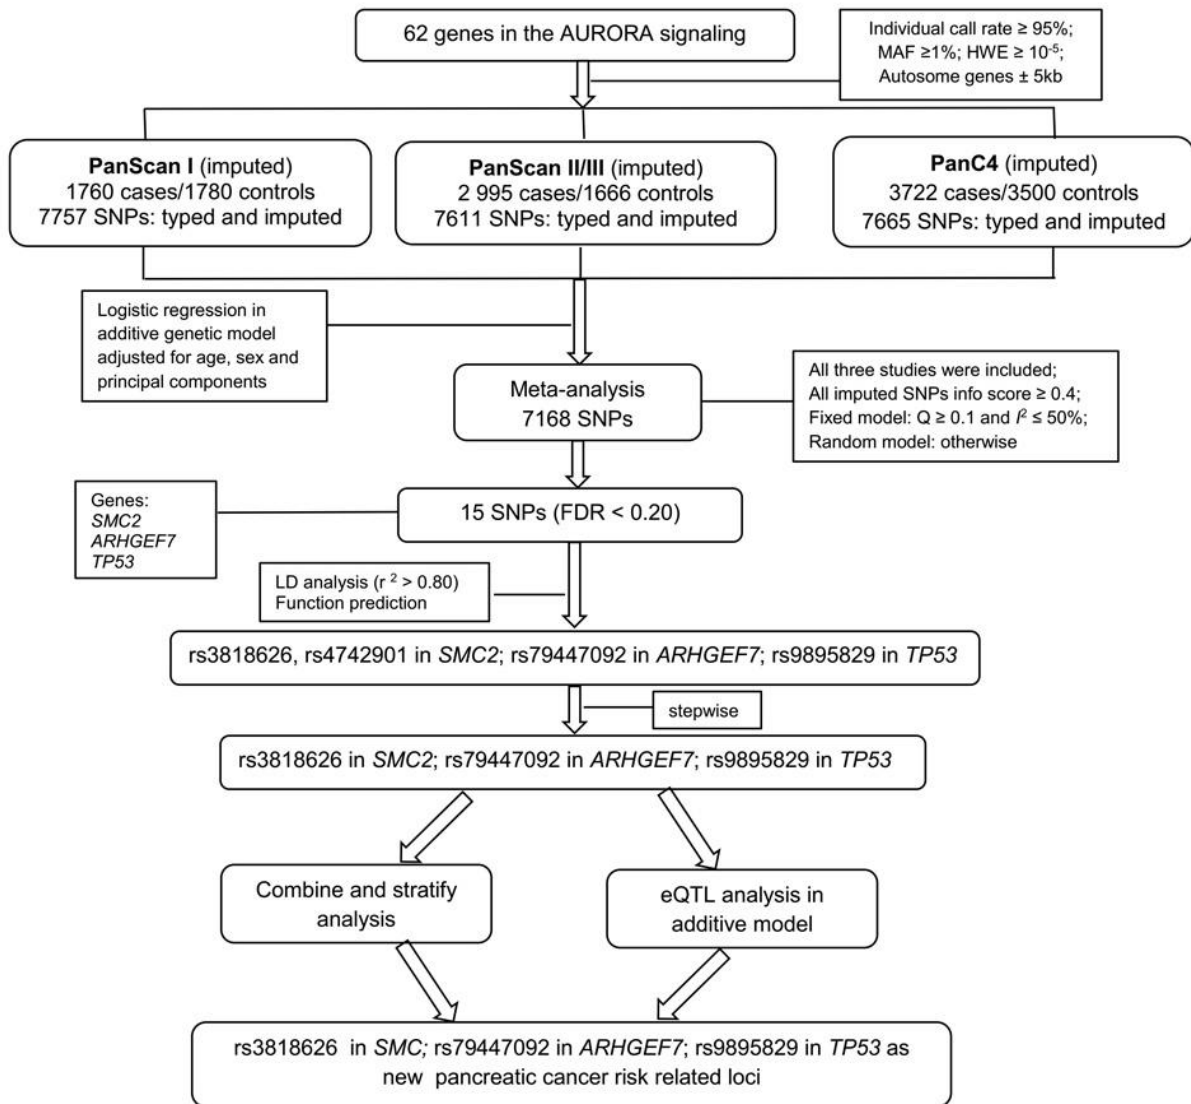 62 genes in the AURORA signaling
Individual call rate ≥ 95%;
MAF ≥1%; HWE ≥ 10⁻⁵;
Autosome genes ± 5kb
PanScan I (imputed)
1760 cases/1780 controls
7757 SNPs: typed and imputed
PanScan II/III (imputed)
2 995 cases/1666 controls
7611 SNPs: typed and imputed
PanC4 (imputed)
3722 cases/3500 controls
7665 SNPs: typed and imputed
Logistic regression in
additive genetic model
adjusted for age, sex and
principal components
Meta-analysis
7168 SNPs
All three studies were included;
All imputed SNPs info score ≥ 0.4;
Fixed model: Q ≥ 0.1 and I² ≤ 50%;
Random model: otherwise
Genes:
SMC2
ARHGEF7
TP53
15 SNPs (FDR < 0.20)
LD analysis (r ² > 0.80)
Function prediction
rs3818626, rs4742901 in SMC2; rs79447092 in ARHGEF7; rs9895829 in TP53
stepwise
rs3818626 in SMC2; rs79447092 in ARHGEF7; rs9895829 in TP53
Combine and stratify
analysis
eQTL analysis in
additive model
rs3818626 in SMC; rs79447092 in ARHGEF7; rs9895829 in TP53 as
new pancreatic cancer risk related loci